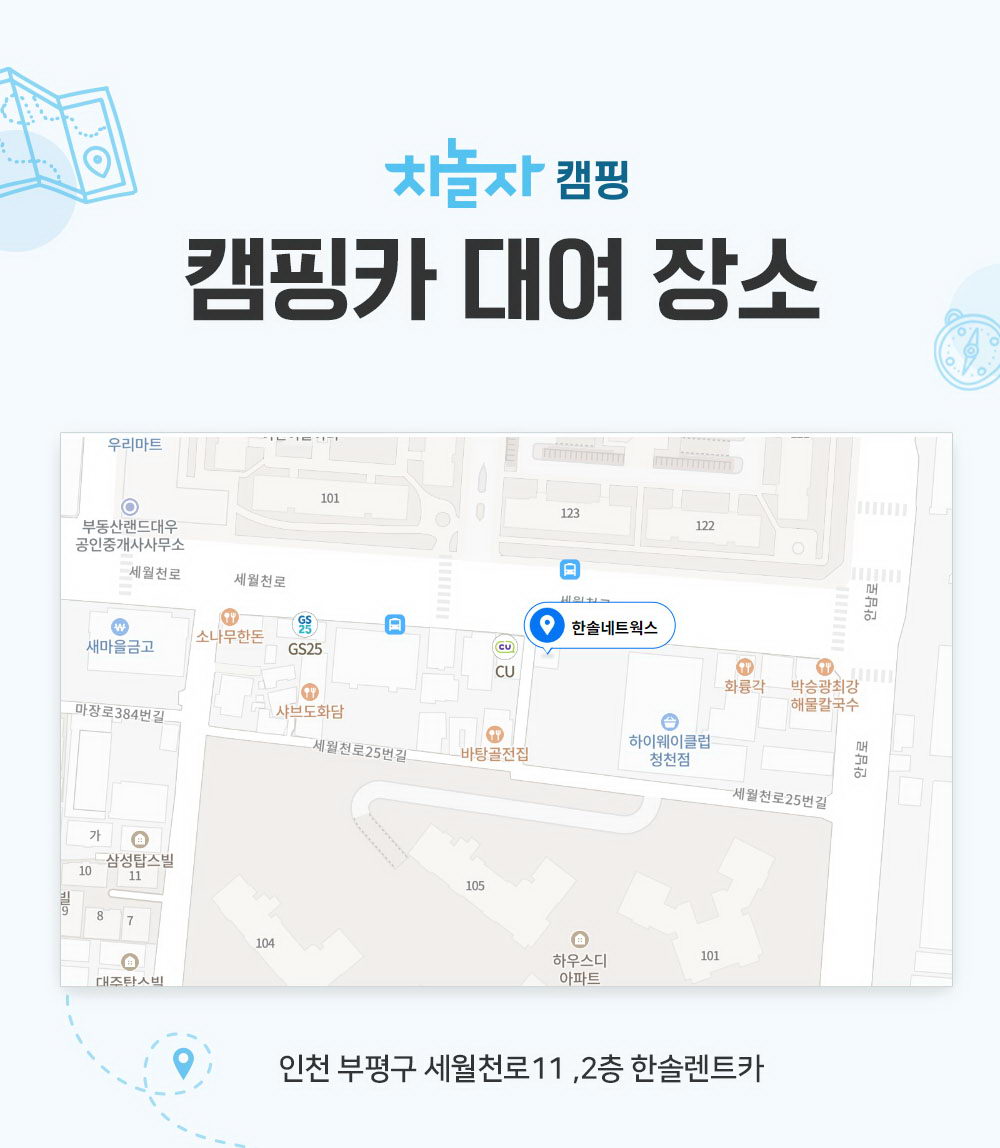 차놀자 캠핑
캠핑카 대여 장소
우리마트
101
123
122
부동산랜드대우
공인중개사사무소
세월천로
세월천로
안남로
한솔네트웍스
새마을금고
소나무한돈
GS25
GS25
CU
CU
화룡각
박승광최강
해물칼국수
샤브도화담
마장로384번길
세월천로25번길
바탕골전집
하이웨이클럽
청천점
안남로
세월천로25번길
가
삼성탑스빌
10
11
105
빌
9
8
7
104
101
하우스디
아파트
대주탑스빌
인천 부평구 세월천로11 ,2층 한솔렌트카